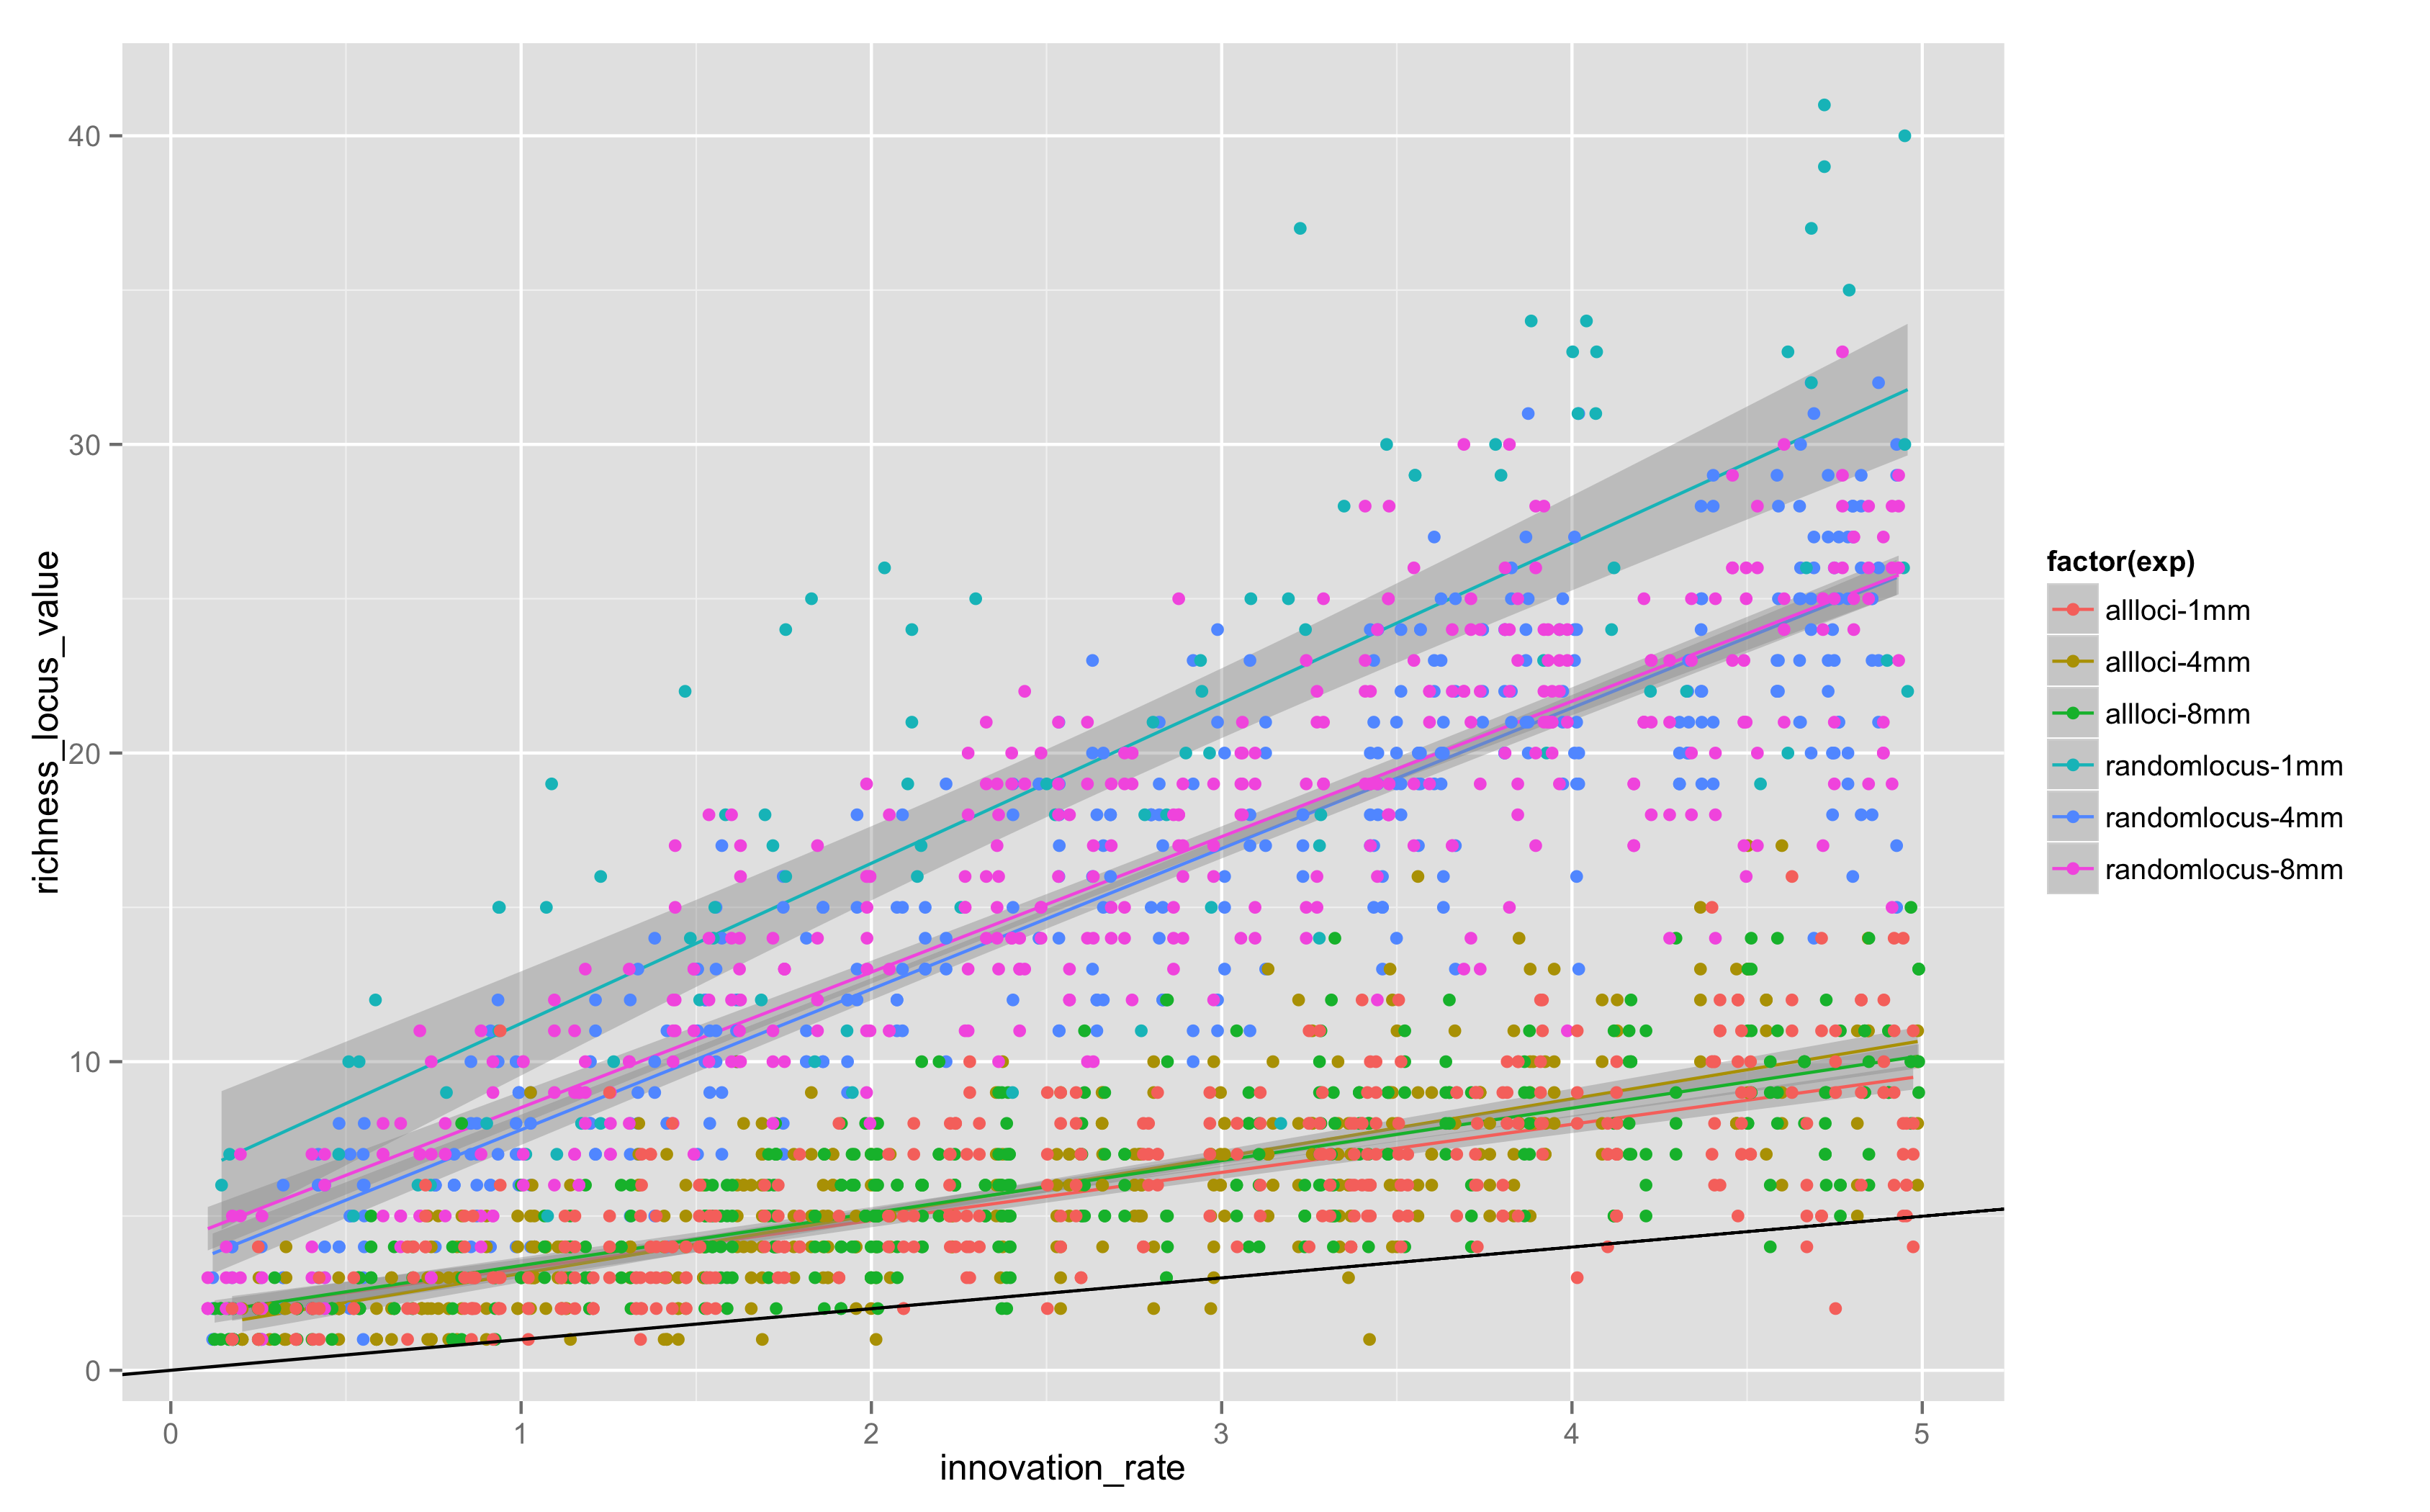 40
30
20
10
0
richness_locus_value
0 1 2 3 4 5
innovation_rate
factor(exp)
allloci-1mm
allloci-4mm
allloci-8mm
randomlocus-1mm
randomlocus-4mm
randomlocus-8mm